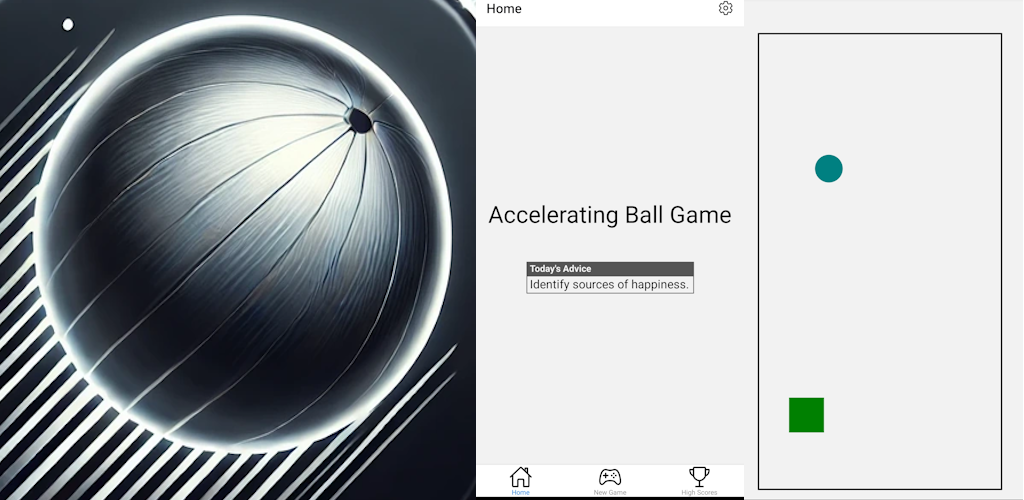 Home
Accelerating Ball Game
Today's Advice
Identify sources of happiness.
Home
New Game
High Scores